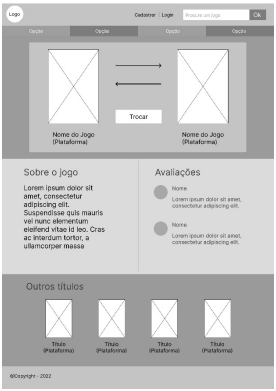 Logo
Cadastrar | Login
Procure um jogo
Ok
Opção
Opção
Opção
Opção
Trocar
Nome do Jogo
(Plataforma)
Nome do Jogo
(Plataforma)
Sobre o jogo
Lorem ipsum dolor sit
amet, consectetur
adipiscing elit.
Suspendisse quis mauris
vel nunc elementum
eleifend vitae id leo. Cras
ac interdum tortor, a
ullamcorper massa
Avaliações
Nome
Lorem ipsum dolor sit amet,
consectetur adipiscing elit.
Nome
Lorem ipsum dolor sit amet,
consectetur adipiscing elit.
Outros títulos
Título
(Plataforma)
Título
(Plataforma)
Título
(Plataforma)
Título
(Plataforma)
©Copyright - 2022